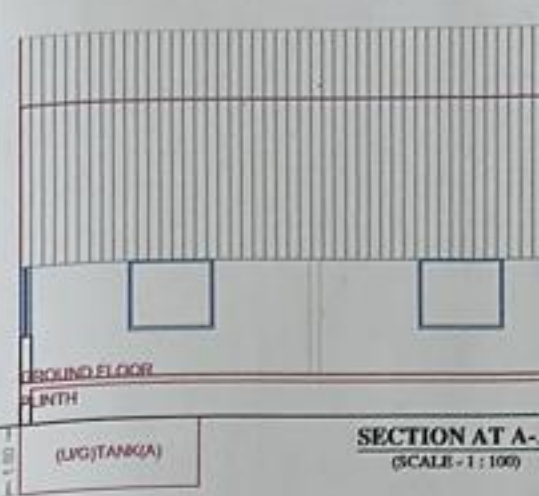 GROUND FLOOR
PLINTH
(U/G)TANK(A)
SECTION AT A-
(SCALE - 1 : 100)